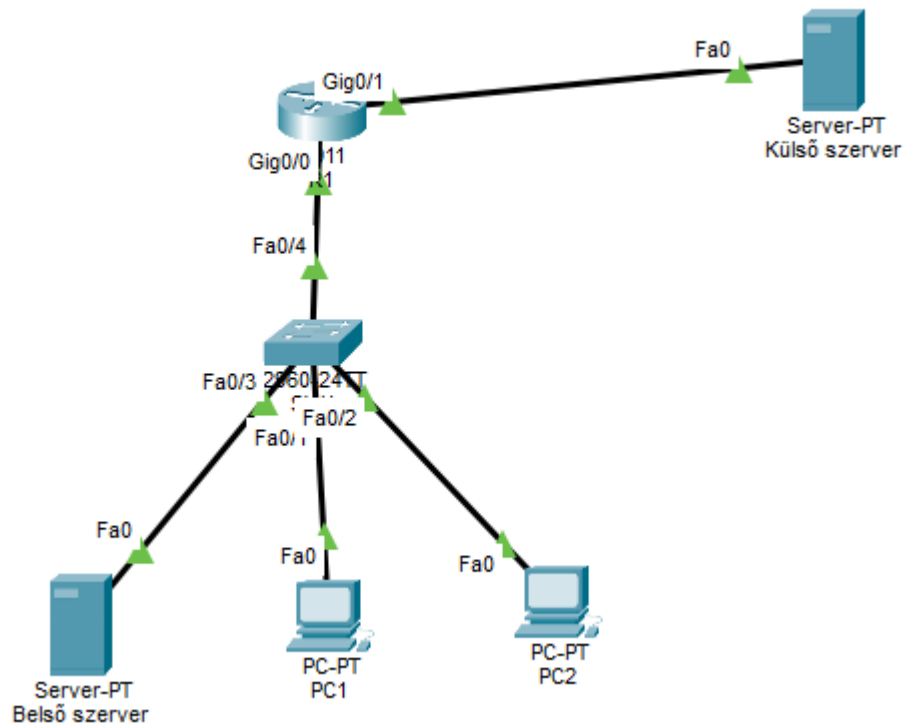 Fa0
Gig0/1
Server-PT
Külső szerver
Gig0/0
Fa0/4
Fa0/3
Fa0/2
Fa0
Fa0
Fa0
PC-PT
PC1
PC-PT
PC2
Server-PT
Belső szerver